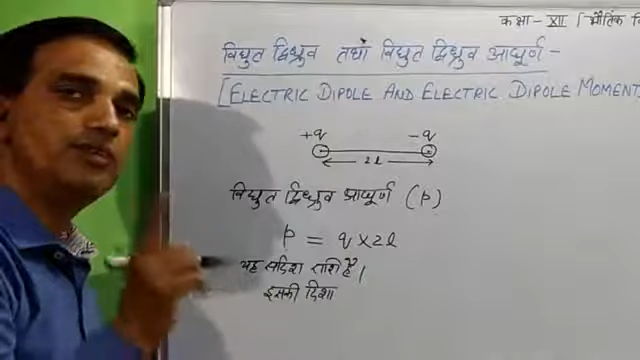 कक्षा - XII | भौतिक वि
विद्युत द्विध्रुव तथा विद्युत द्विध्रुव आघूर्ण -
[ELECTRIC DIPOLE AND ELECTRIC DIPOLE MOMENT
+q -q
2l
विद्युत द्विध्रुव आघूर्ण (p)
p = q×2l
यह सदिश राशि है।
इसकी दिशा